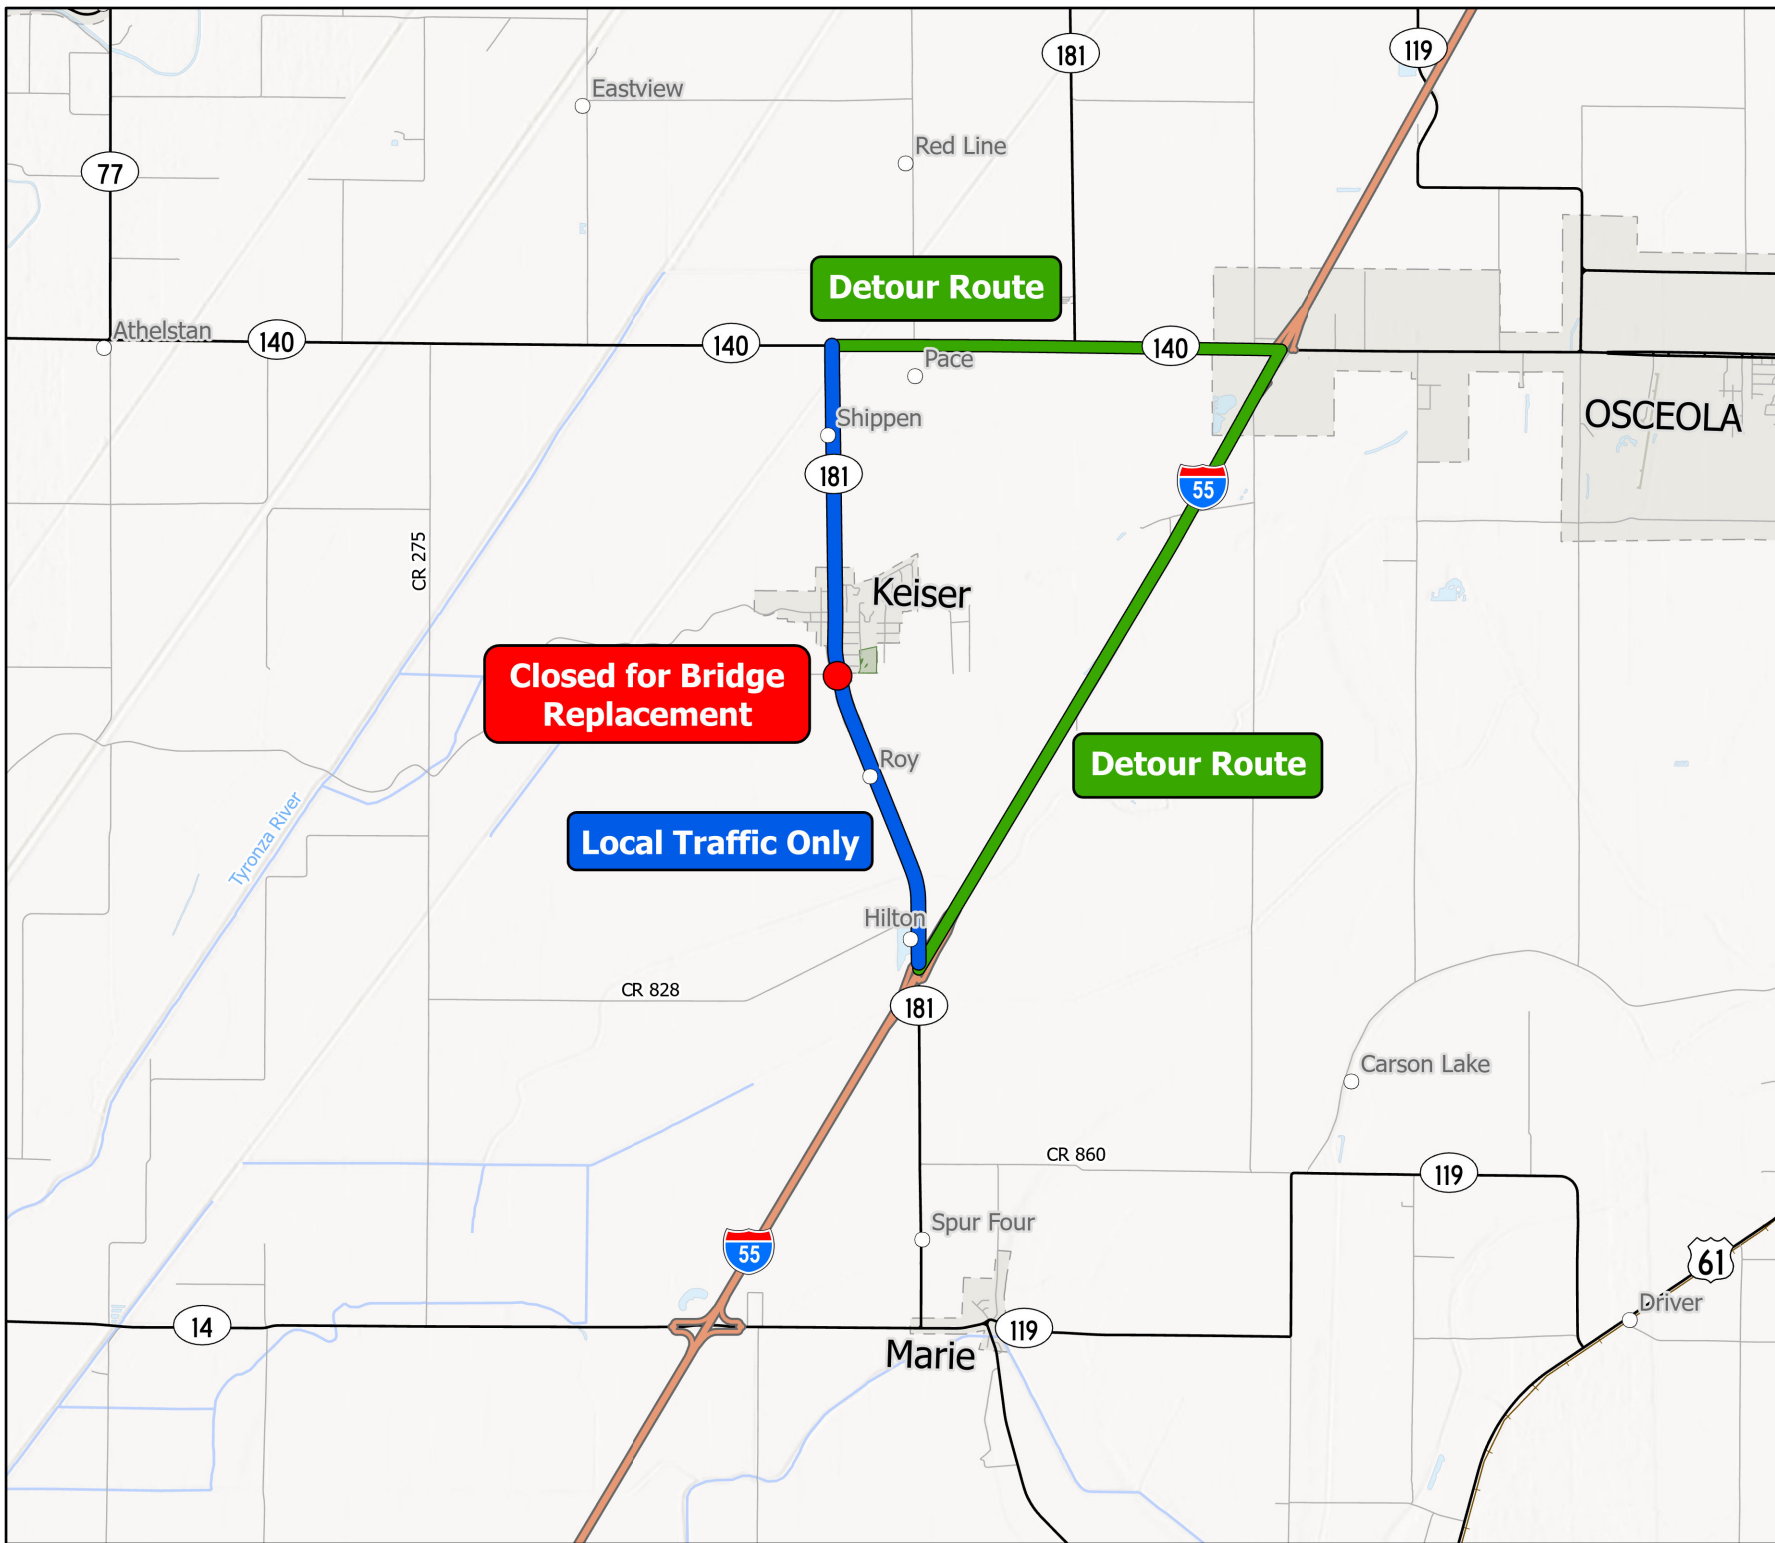 181
119
Eastview
Red Line
77
Detour Route
Athelstan
140
140
140
Pace
OSCEOLA
Shippen
181
55
CR 275
Keiser
Closed for Bridge
Replacement
Roy
Detour Route
Tyronza River
Local Traffic Only
Hilton
CR 828
181
Carson Lake
CR 860
119
Spur Four
55
61
Driver
14
119
Marie